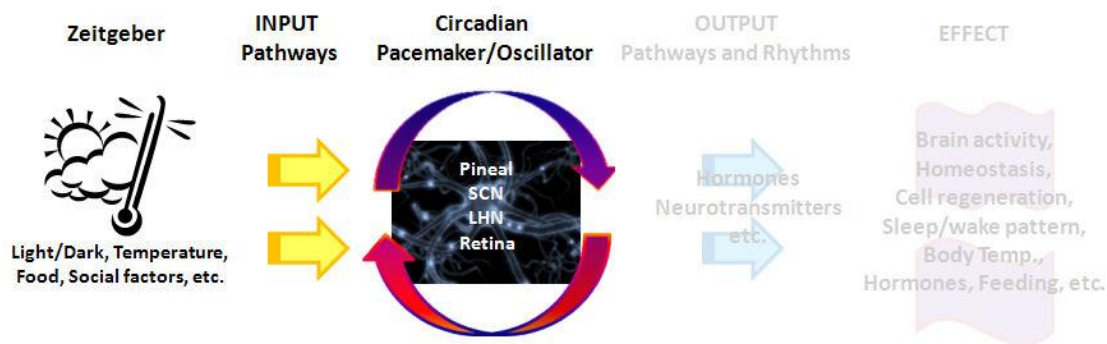 Zeitgeber
INPUT
Pathways
Circadian
Pacemaker/Oscillator
OUTPUT
Pathways and Rhythms
EFFECT
Light/Dark, Temperature,
Food, Social factors, etc.
Pineal
SCN
LHN
Retina
Hormones
Neurotransmitters
etc.
Brain activity,
Homeostasis,
Cell regeneration,
Sleep/wake pattern,
Body Temp.,
Hormones, Feeding, etc.